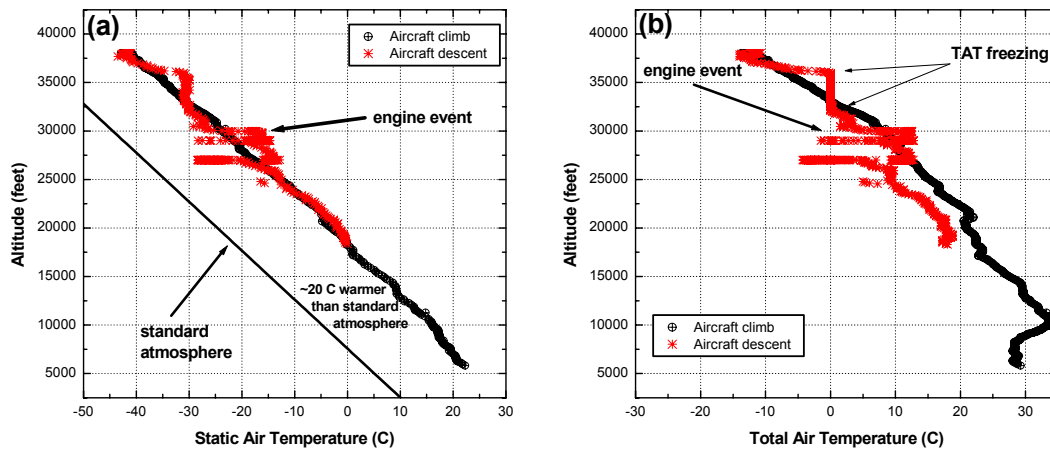 (a)
Aircraft climb
Aircraft descent
engine event
~20 C warmer
than standard
atmosphere
standard
atmosphere
40000
35000
30000
25000
20000
15000
10000
5000
Altitude (feet)
-50 -40 -30 -20 -10 0 10 20 30
Static Air Temperature (C)
(b)
TAT freezing
engine event
Aircraft climb
Aircraft descent
40000
35000
30000
25000
20000
15000
10000
5000
Altitude (feet)
-30 -20 -10 0 10 20 30
Total Air Temperature (C)